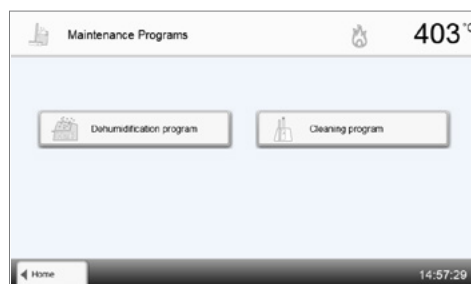 Maintenance Programs 403°C
Dehumidification program Cleaning program
Home 14:57:29